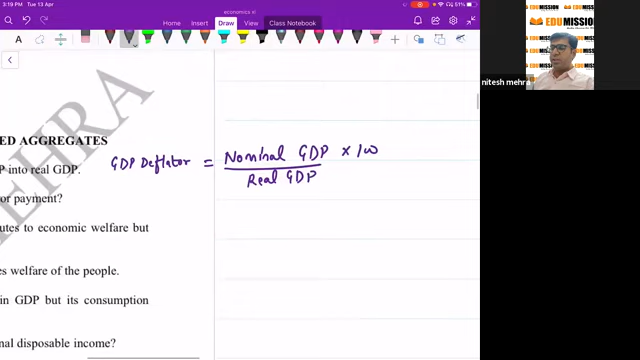 3:19 PM Tue 13 Apr
economics xi
51%
Home Insert Draw View Class Notebook
EDUMISSION
nitesh mehra
MEHRA
ED AGGREGATES
P into real GDP.
or payment?
utes to economic welfare but
es welfare of the people.
in GDP but its consumption
nal disposable income?
GDP Deflator = Nominal GDP × 100
Real GDP